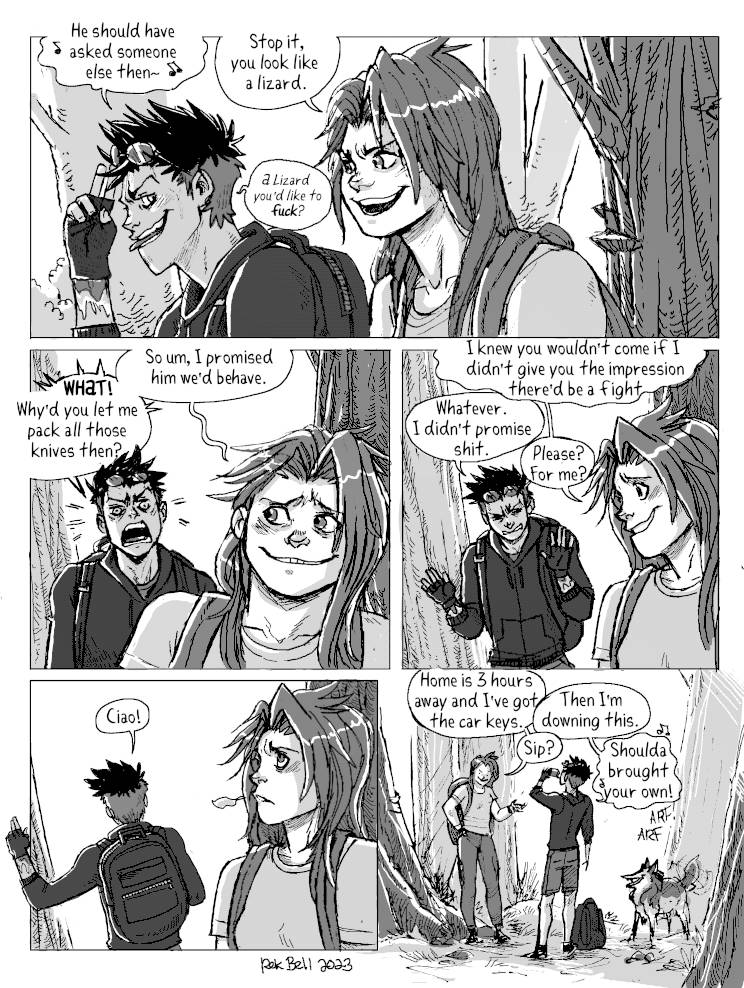 He should have
asked someone
else then~
Stop it,
you look like
a lizard.
a Lizard
you'd like to
fuck?
So um, I promised
him we'd behave.
WHAT!
Why'd you let me
pack all those
knives then?
I knew you wouldn't come if I
didn't give you the impression
there'd be a fight
Whatever.
I didn't promise
shit.
Please?
For me?
Ciao!
Home is 3 hours
away and I've got
the car keys.
Then I'm
downing this.
Sip?
Shoulda
brought
your own!
ARF
ARF
Rek Bell 2023